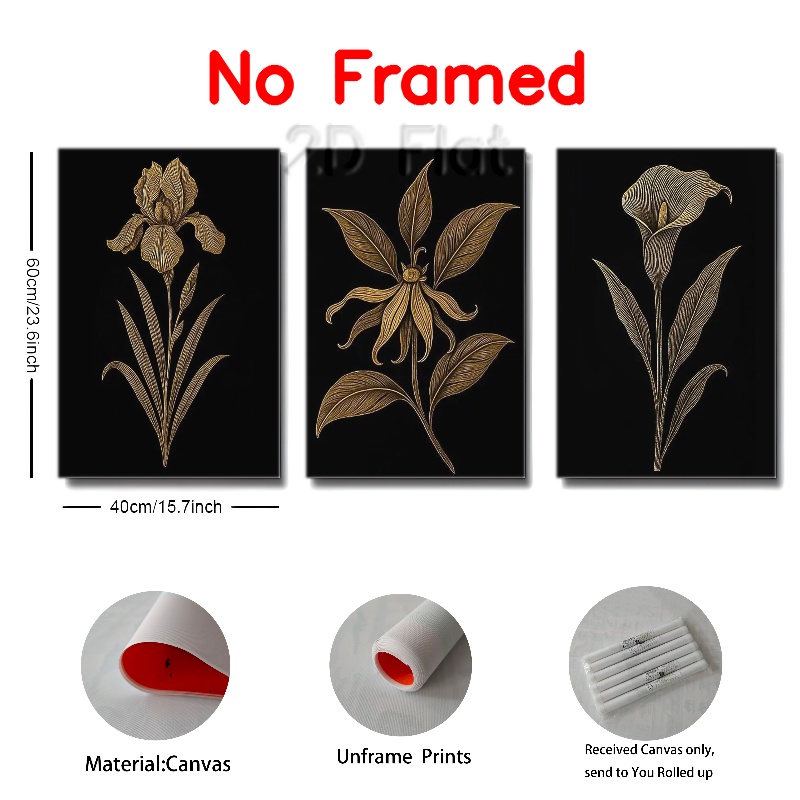 No Framed
2D Flat
60cm/23.6inch
40cm/15.7inch
Material:Canvas
Unframe Prints
Received Canvas only,
send to You Rolled up